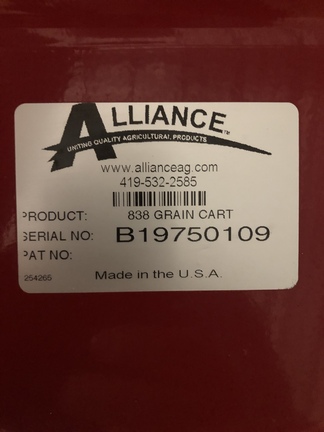 ALLIANCE™
UNITING QUALITY AGRICULTURAL PRODUCTS
www.allianceag.com
419-532-2585
PRODUCT: 838 GRAIN CART
SERIAL NO: B19750109
PAT NO:
254265
Made in the U.S.A.